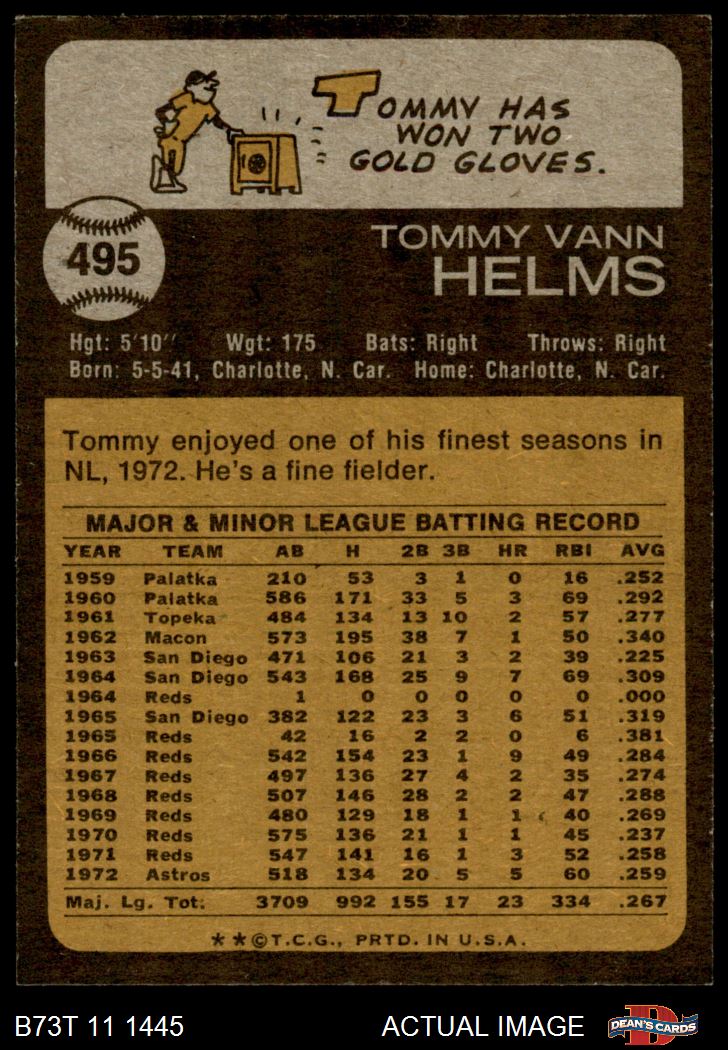 TOMMY HAS
WON TWO
GOLD GLOVES.
495
TOMMY VANN
HELMS
Hgt: 5'10" Wgt: 175 Bats: Right Throws: Right
Born: 5-5-41, Charlotte, N. Car. Home: Charlotte, N. Car.
Tommy enjoyed one of his finest seasons in
NL, 1972. He's a fine fielder.
MAJOR & MINOR LEAGUE BATTING RECORD
YEAR TEAM AB H 2B 3B HR RBI AVG
1959 Palatka 210 53 3 1 0 16 .252
1960 Palatka 586 171 33 5 3 69 .292
1961 Topeka 484 134 13 10 2 57 .277
1962 Macon 573 195 38 7 1 50 .340
1963 San Diego 471 106 21 3 2 39 .225
1964 San Diego 543 168 25 9 7 69 .309
1964 Reds 1 0 0 0 0 0 .000
1965 San Diego 382 122 23 3 6 51 .319
1965 Reds 42 16 2 2 0 6 .381
1966 Reds 542 154 23 1 9 49 .284
1967 Reds 497 136 27 4 2 35 .274
1968 Reds 507 146 28 2 2 47 .288
1969 Reds 480 129 18 1 1 40 .269
1970 Reds 575 136 21 1 1 45 .237
1971 Reds 547 141 16 1 3 52 .258
1972 Astros 518 134 20 5 5 60 .259
Maj. Lg. Tot. 3709 992 155 17 23 334 .267
★★©T.C.G., PRTD. IN U.S.A.
B73T 11 1445 ACTUAL IMAGE D DEAN'S CARDS